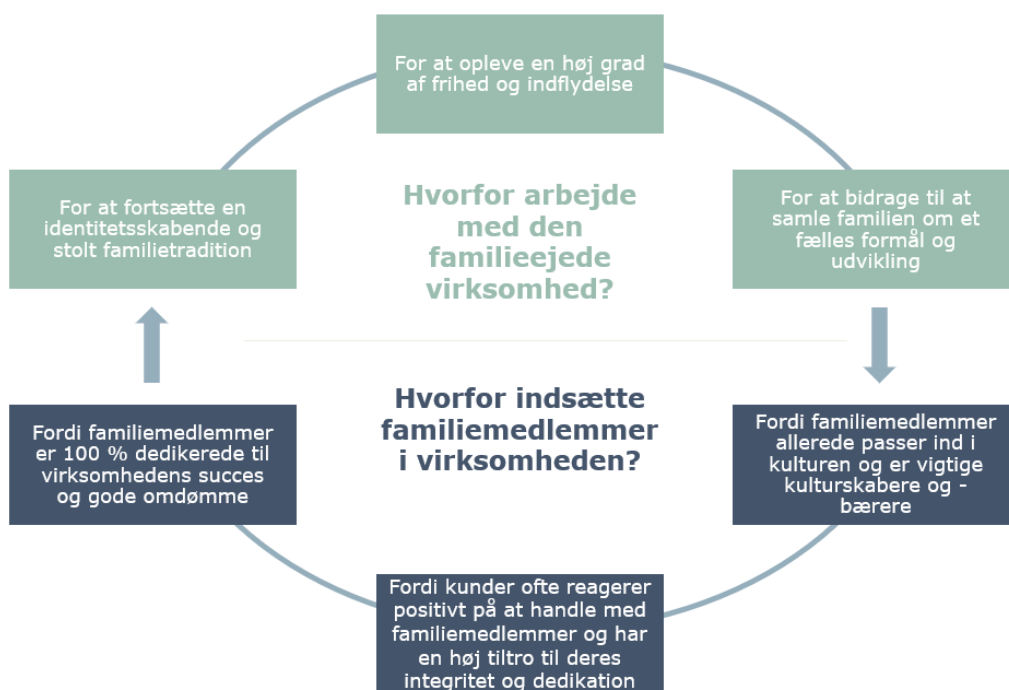 For at opleve en høj grad
af frihed og indflydelse
For at fortsætte en
identitetsskabende og
stolt familietradition
Hvorfor arbejde
med den
familieejede
virksomhed?
For at bidrage til at
samle familien om et
fælles formål og
udvikling
Hvorfor indsætte
familiemedlemmer
i virksomheden?
Fordi familiemedlemmer
er 100 % dedikerede til
virksomhedens succes
og gode omdømme
Fordi familiemedlemmer
allerede passer ind i
kulturen og er vigtige
kulturskabere og -
bærere
Fordi kunder ofte reagerer
positivt på at handle med
familiemedlemmer og har
en høj tiltro til deres
integritet og dedikation